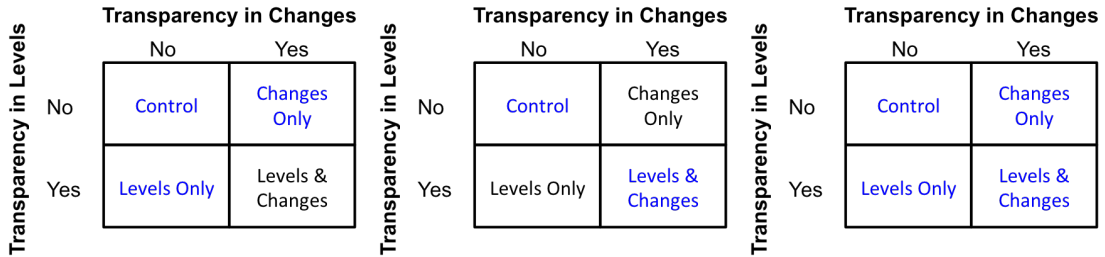 Transparency in Changes
No Yes
Transparency in Levels
No
Control
Changes
Only
Yes
Levels Only
Levels &
Changes
Transparency in Changes
No Yes
Transparency in Levels
No
Control
Changes
Only
Yes
Levels Only
Levels &
Changes
Transparency in Changes
No Yes
Transparency in Levels
No
Control
Changes
Only
Yes
Levels Only
Levels &
Changes